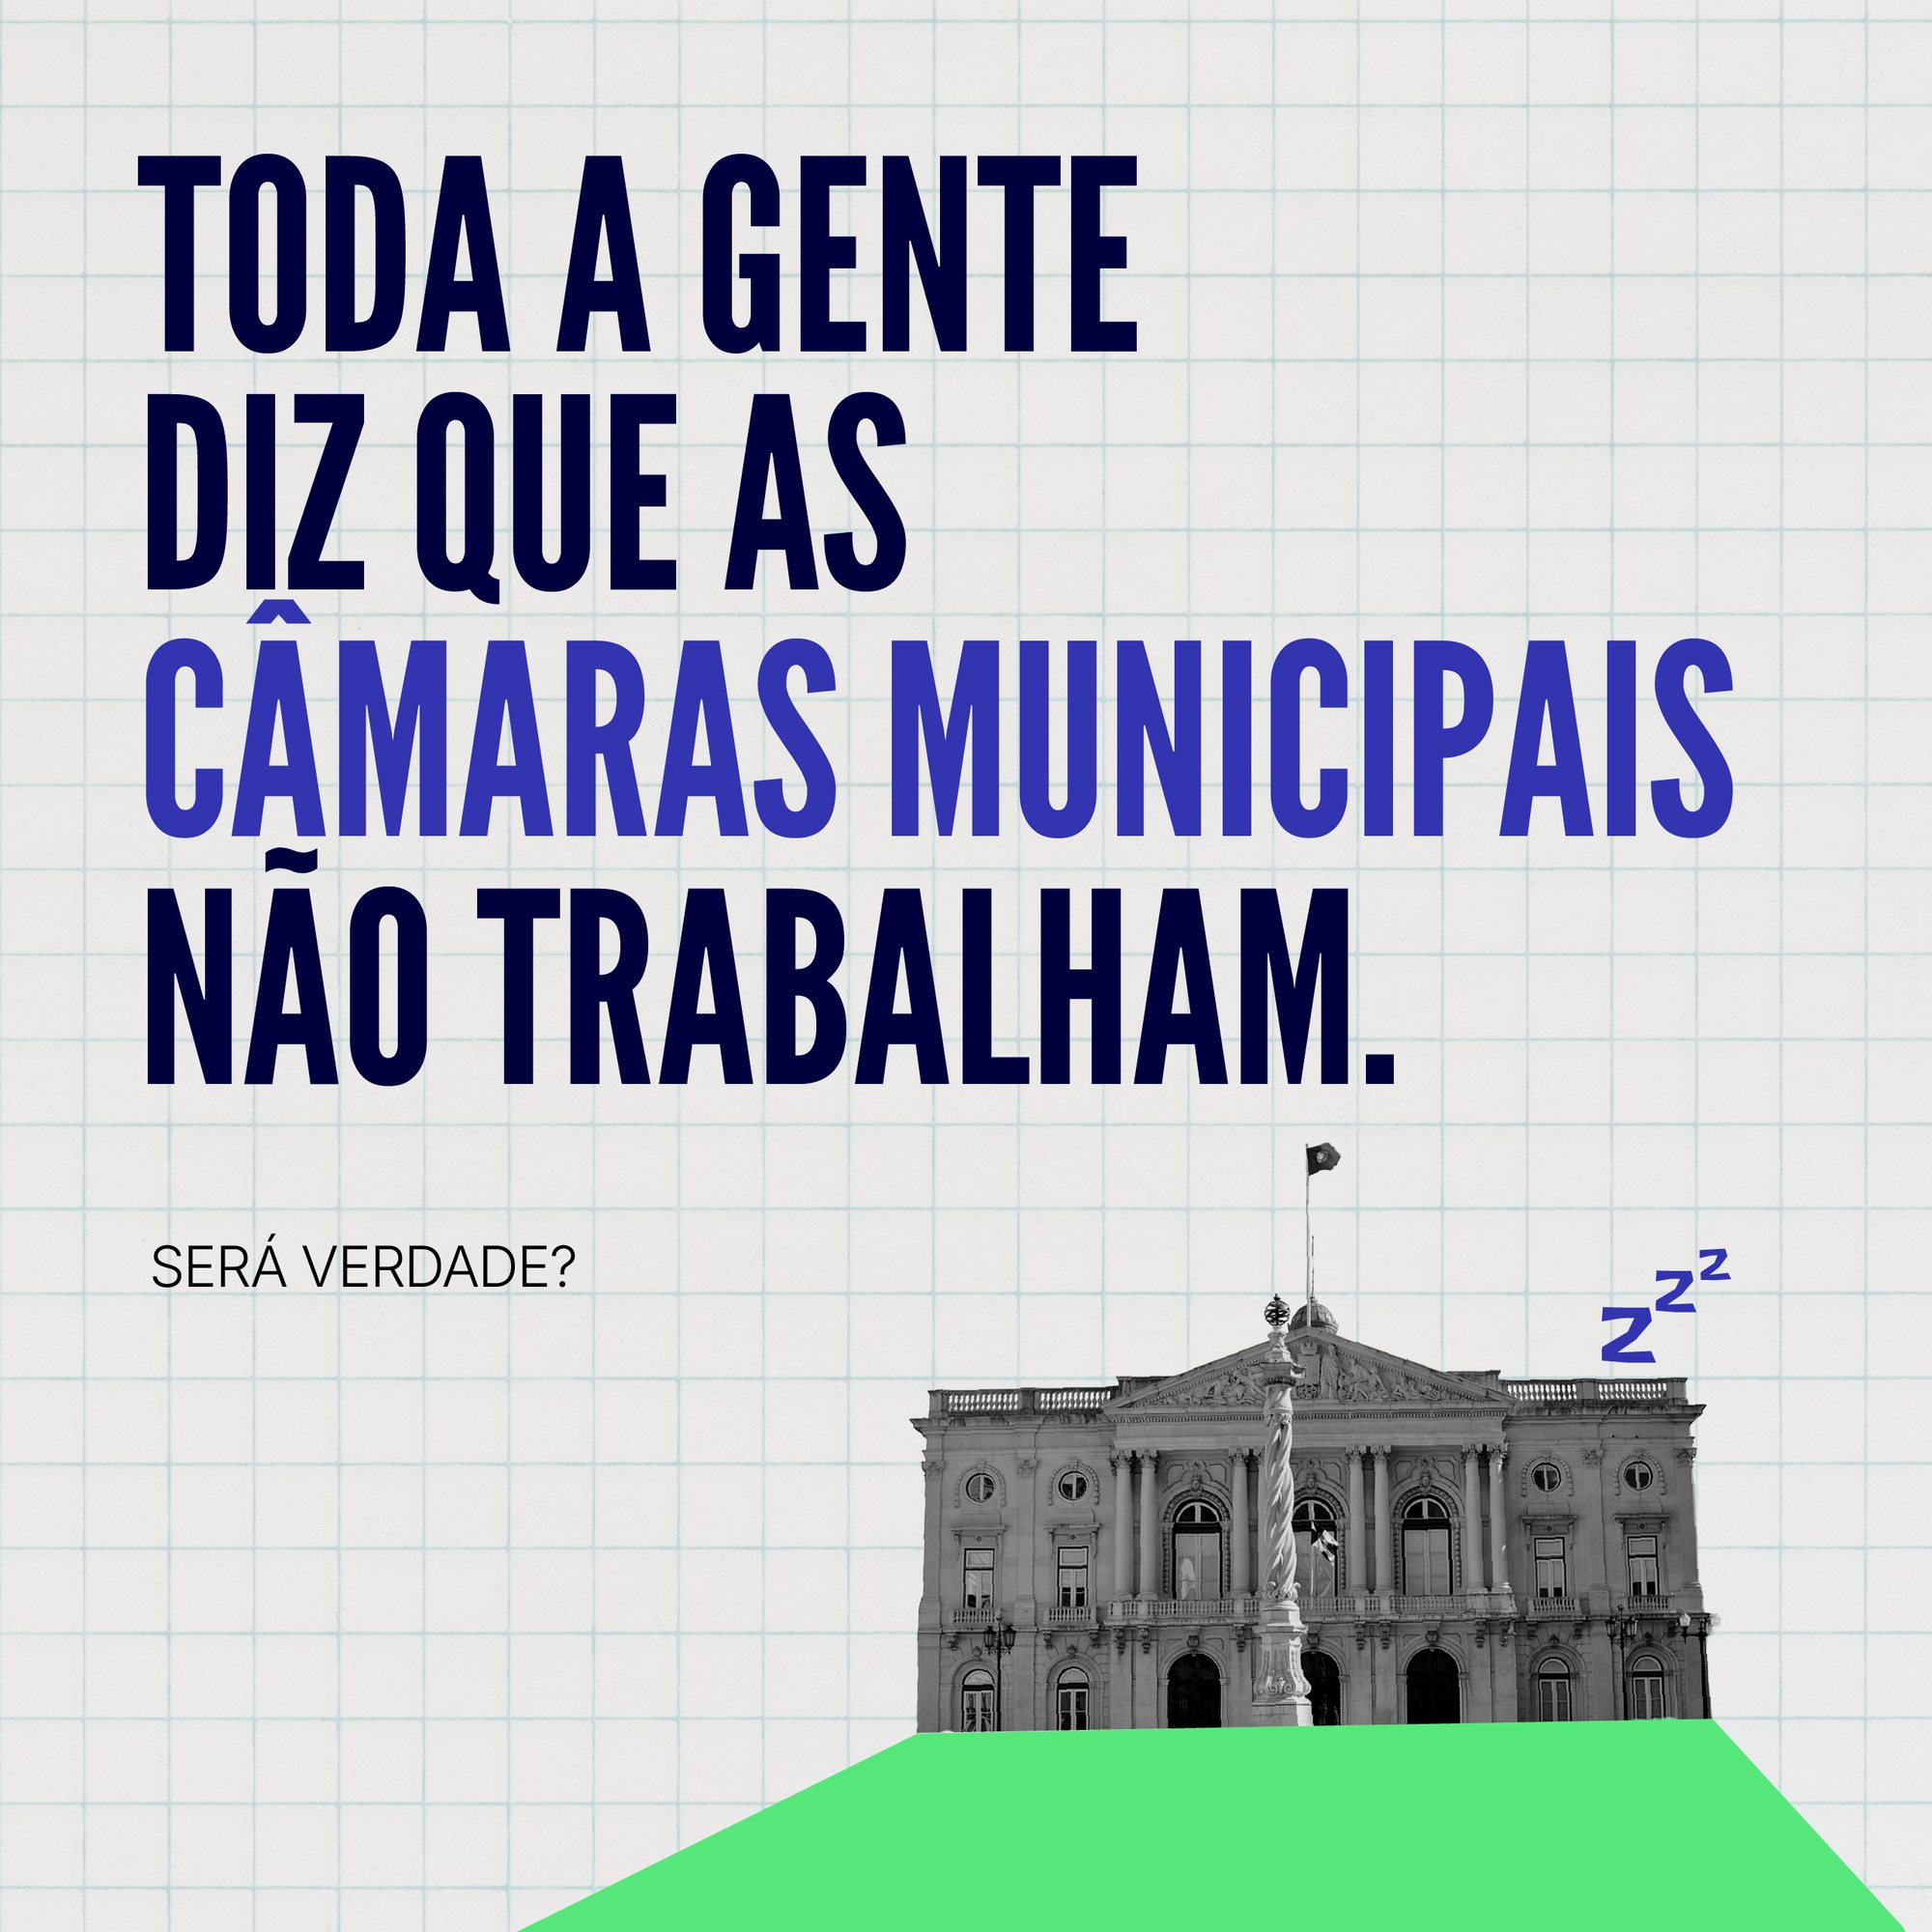 TODA A GENTE
DIZ QUE AS
CÂMARAS MUNICIPAIS
NÃO TRABALHAM.
SERÁ VERDADE?
z z z